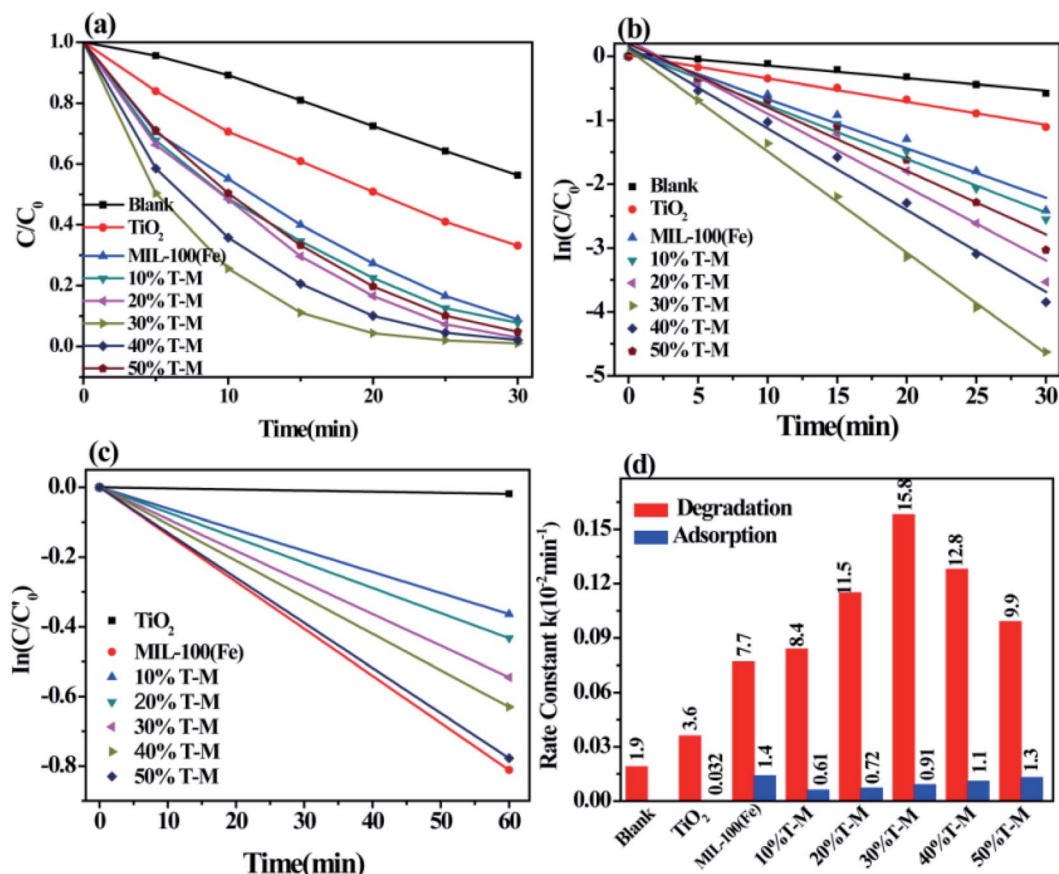 (a)
1.0
0.8
0.6
0.4
0.2
0.0
C/C0
Blank
TiO2
MIL-100(Fe)
10% T-M
20% T-M
30% T-M
40% T-M
50% T-M
0 10 20 30
Time(min)
(b)
0
-1
-2
-3
-4
-5
In(C/C0)
Blank
TiO2
MIL-100(Fe)
10% T-M
20% T-M
30% T-M
40% T-M
50% T-M
0 5 10 15 20 25 30
Time(min)
(c)
0.0
-0.2
-0.4
-0.6
-0.8
In(C/C'0)
TiO2
MIL-100(Fe)
10% T-M
20% T-M
30% T-M
40% T-M
50% T-M
0 10 20 30 40 50 60
Time(min)
(d)
Degradation
Adsorption
0.15
0.12
0.09
0.06
0.03
0.00
Rate Constant k(10-2min-1)
1.9
3.6
0.032
7.7
1.4
8.4
0.61
11.5
0.72
15.8
0.91
12.8
1.1
9.9
1.3
Blank
TiO2
MIL-100(Fe)
10%T-M
20%T-M
30%T-M
40%T-M
50%T-M